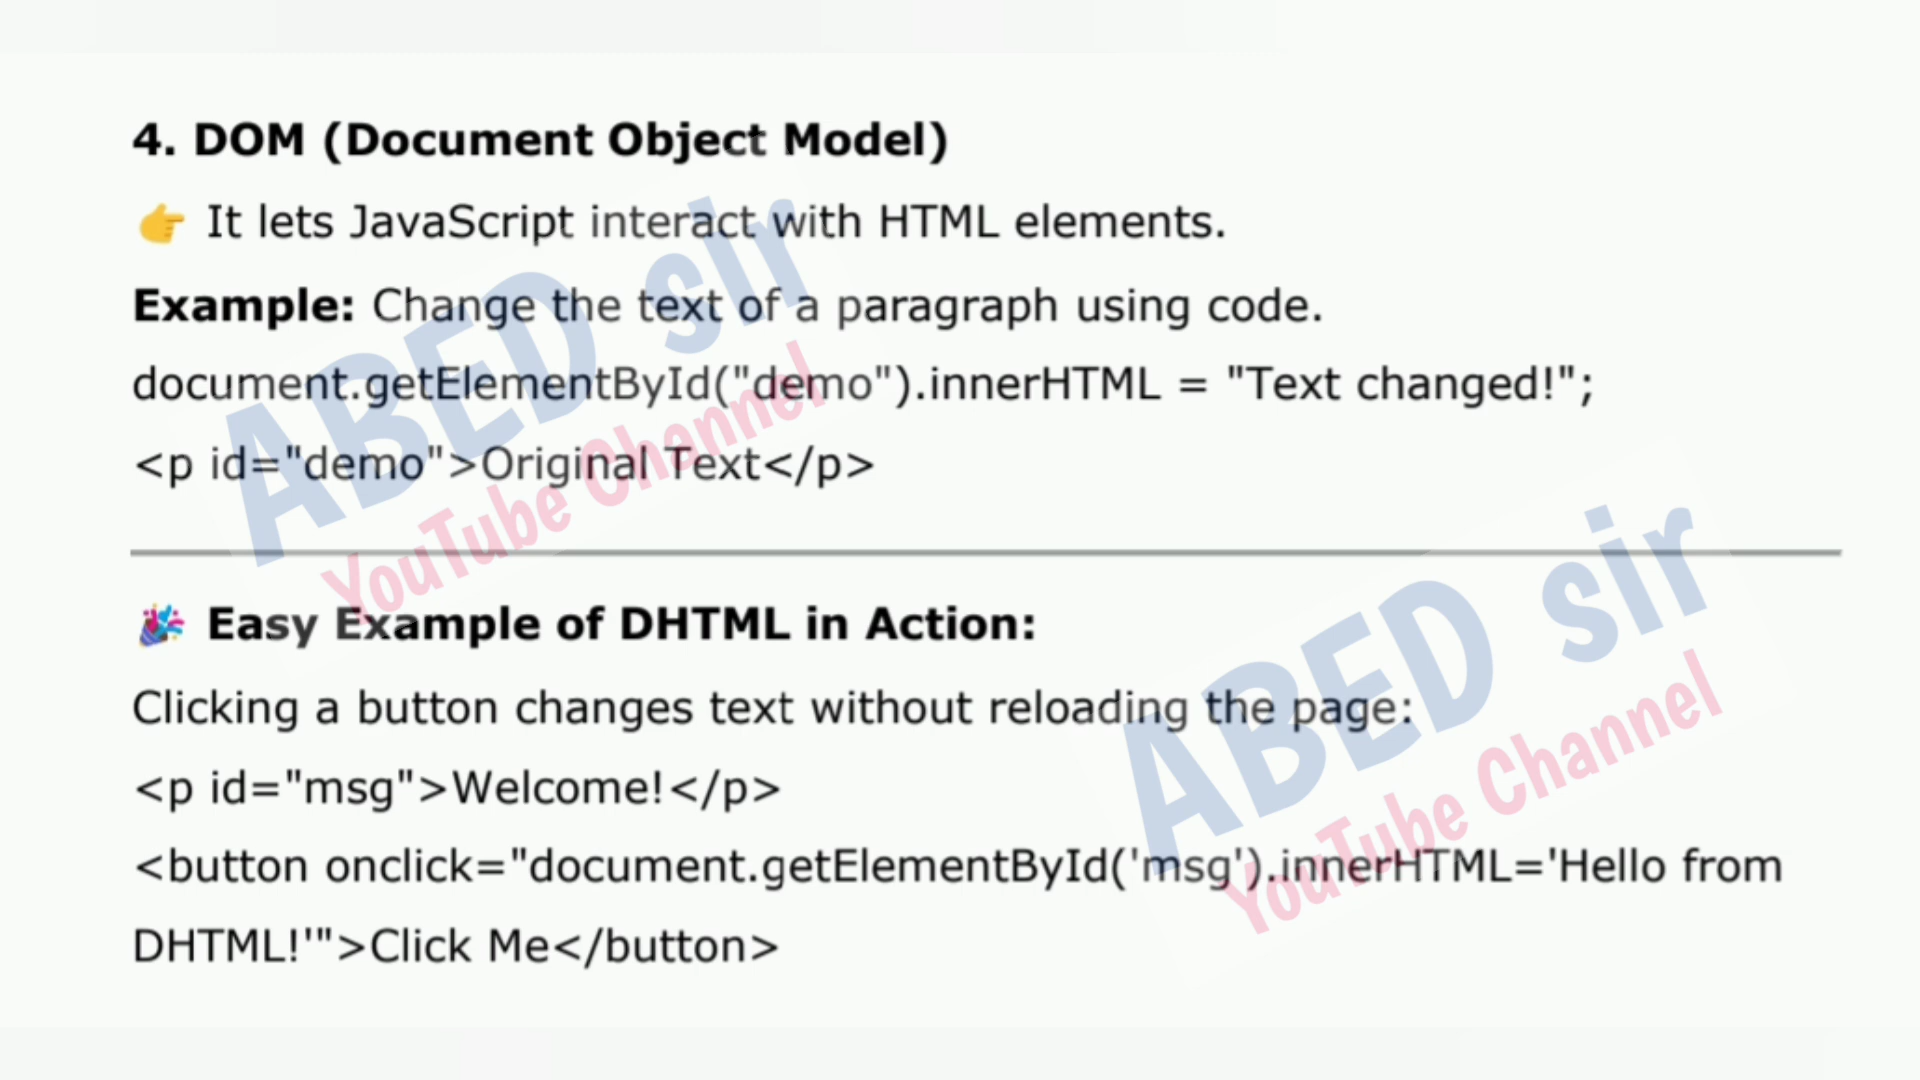 4. DOM (Document Object Model)
👉 It lets JavaScript interact with HTML elements.
Example: Change the text of a paragraph using code.
document.getElementById("demo").innerHTML = "Text changed!";
<p id="demo">Original Text</p>
🎉 Easy Example of DHTML in Action:
Clicking a button changes text without reloading the page:
<p id="msg">Welcome!</p>
<button onclick="document.getElementById('msg').innerHTML='Hello from
DHTML!'">Click Me</button>
ABED sir
YouTube Channel
ABED sir
YouTube Channel